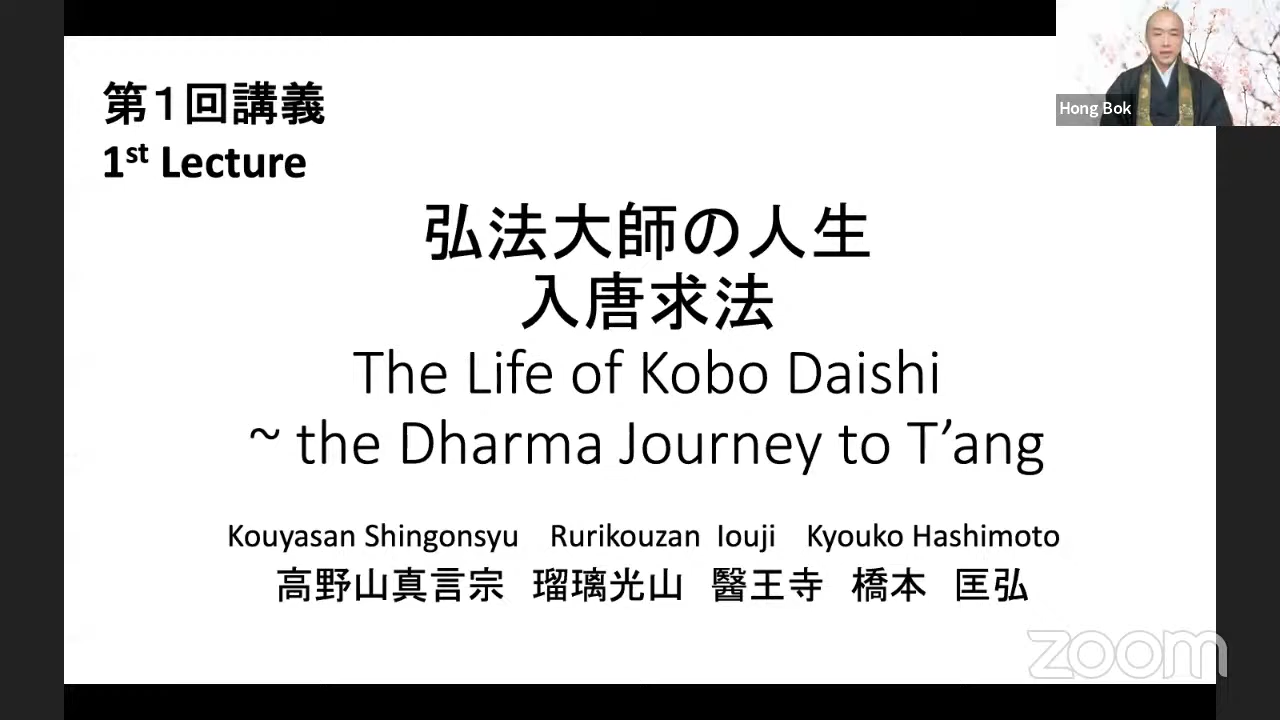 第１回講義
1st Lecture
弘法大師の人生
入唐求法
The Life of Kobo Daishi
~ the Dharma Journey to T’ang
Kouyasan Shingonsyu　Rurikouzan Iouji　Kyouko Hashimoto
高野山真言宗　瑠璃光山　醫王寺　橋本　匡弘
Hong Bok
zoom